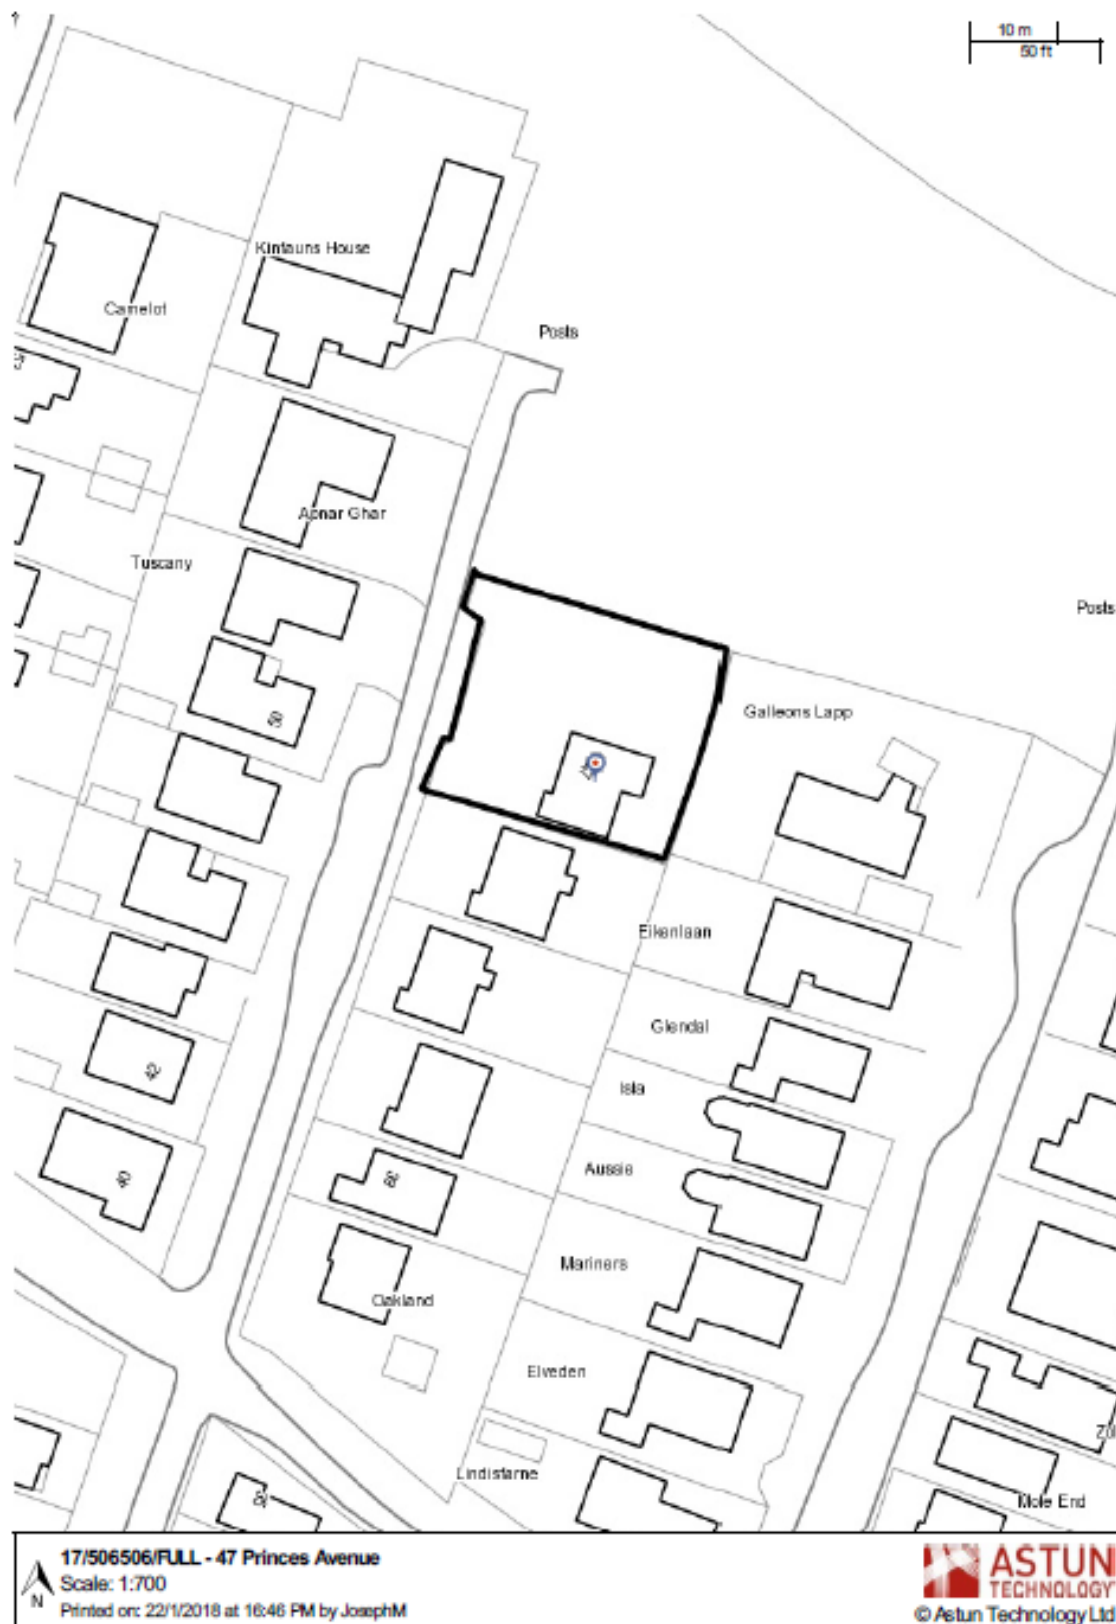 10 m
50 ft
Kintauns House
Camelot
Posts
Apnar Ghar
Tuscany
Posts
Galleons Lapp
50
Eikenlaan
Glendal
Isla
42
Aussie
40
38
Mariners
Oakland
Elveden
Lindisfarne
Mole End
17/506506/FULL - 47 Princes Avenue
Scale: 1:700
Printed on: 22/1/2018 at 16:46 PM by JosephM
N
ASTUN
TECHNOLOGY
© Astun Technology Ltd